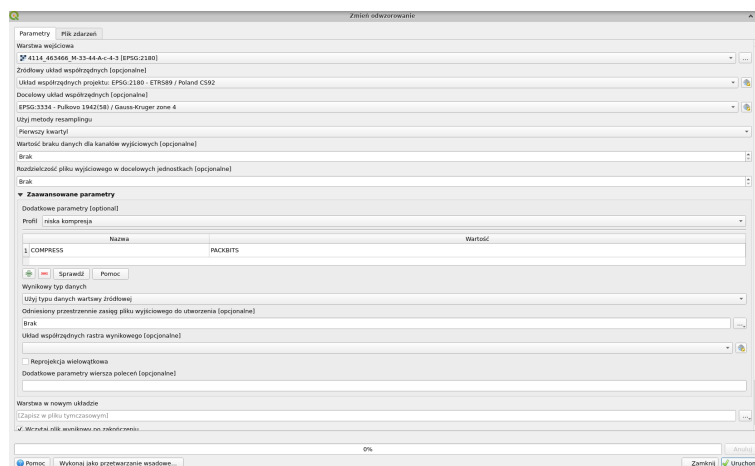 Zmień odwzorowanie
Parametry
Plik zdarzeń
Warstwa wejściowa
4114_463466_M-33-44-A-c-4-3 [EPSG:2180]
...
Źródłowy układ współrzędnych [opcjonalne]
Układ współrzędnych projektu: EPSG:2180 - ETRS89 / Poland CS92
Docelowy układ współrzędnych [opcjonalne]
EPSG:3334 - Pulkovo 1942(58) / Gauss-Kruger zone 4
Użyj metody resamplingu
Pierwszy kwartyl
Wartość braku danych dla kanałów wyjściowych [opcjonalne]
Brak
Rozdzielczość pliku wyjściowego w docelowych jednostkach [opcjonalne]
Brak
Zaawansowane parametry
Dodatkowe parametry [optional]
Profil niska kompresja
Nazwa Wartość
1 COMPRESS PACKBITS
Sprawdź Pomoc
Wynikowy typ danych
Użyj typu danych wartswy źródłowej
Odniesiony przestrzennie zasięg pliku wyjściowego do utworzenia [opcjonalne]
Brak
...
Układ współrzędnych rastra wynikowego [opcjonalne]
Reprojekcja wielowątkowa
Dodatkowe parametry wiersza poleceń [opcjonalne]
Warstwa w nowym układzie
[Zapisz w pliku tymczasowym]
...
Wczytaj plik wynikowy po zakończeniu
0%
Anuluj
Pomoc
Wykonaj jako przetwarzanie wsadowe...
Zamknij
Uruchom